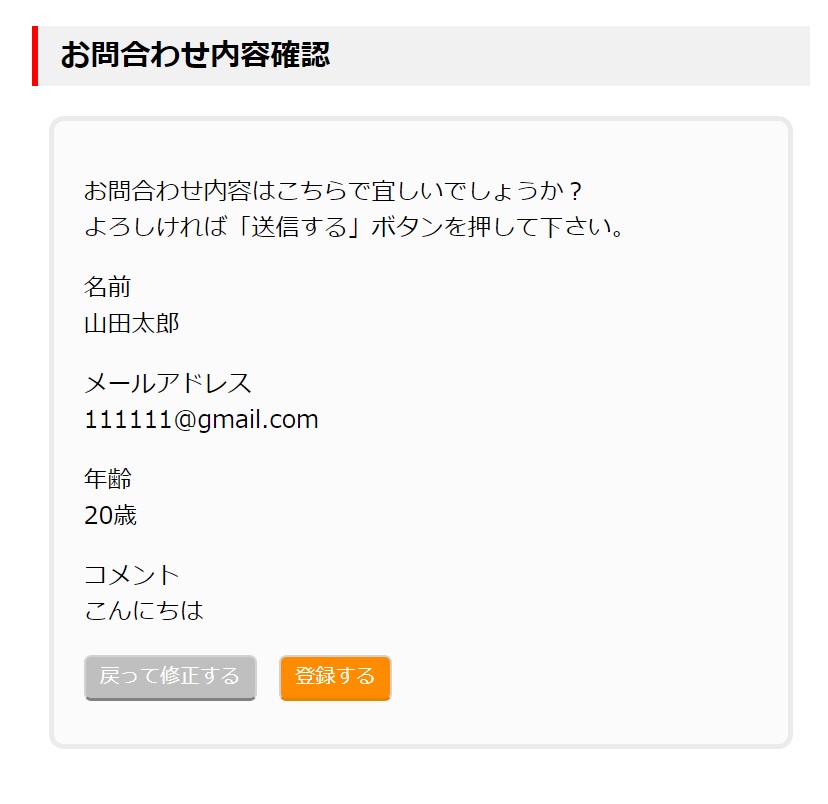 お問合わせ内容確認
お問合わせ内容はこちらで宜しいでしょうか？
よろしければ「送信する」ボタンを押して下さい。
名前
山田太郎
メールアドレス
111111@gmail.com
年齢
20歳
コメント
こんにちは
戻って修正する
登録する